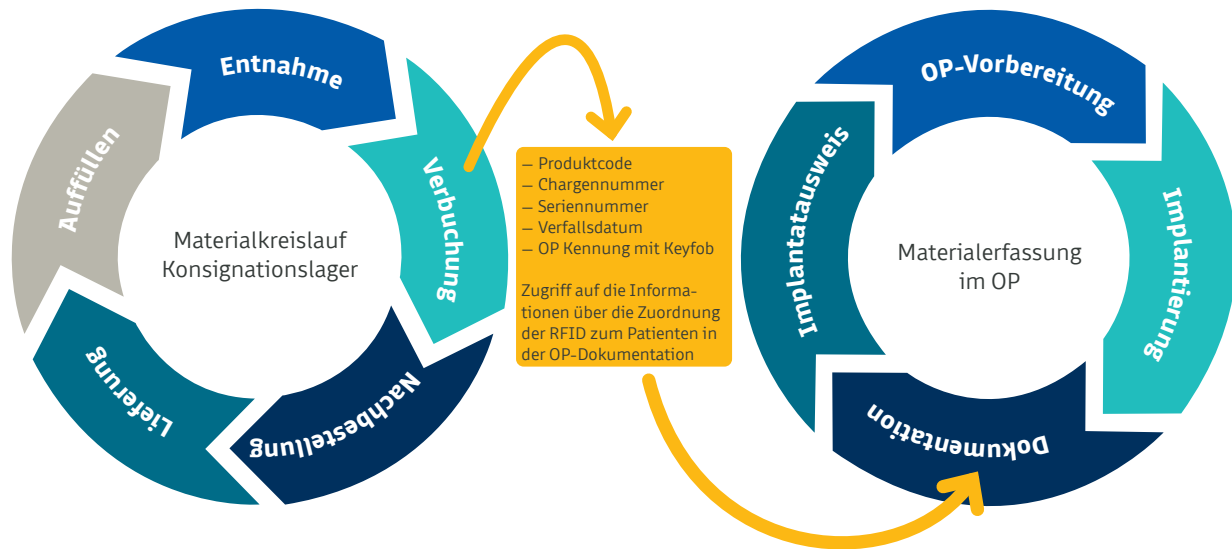 Entnahme
Verbuchung
Nachbestellung
Lieferung
Auffüllen
Materialkreislauf
Konsignationslager
– Produktcode
– Chargennummer
– Seriennummer
– Verfallsdatum
– OP Kennung mit Keyfob
Zugriff auf die Informa-
tionen über die Zuordnung
der RFID zum Patienten in
der OP-Dokumentation
OP-Vorbereitung
Implantierung
Dokumentation
Implantatausweis
Materialerfassung
im OP